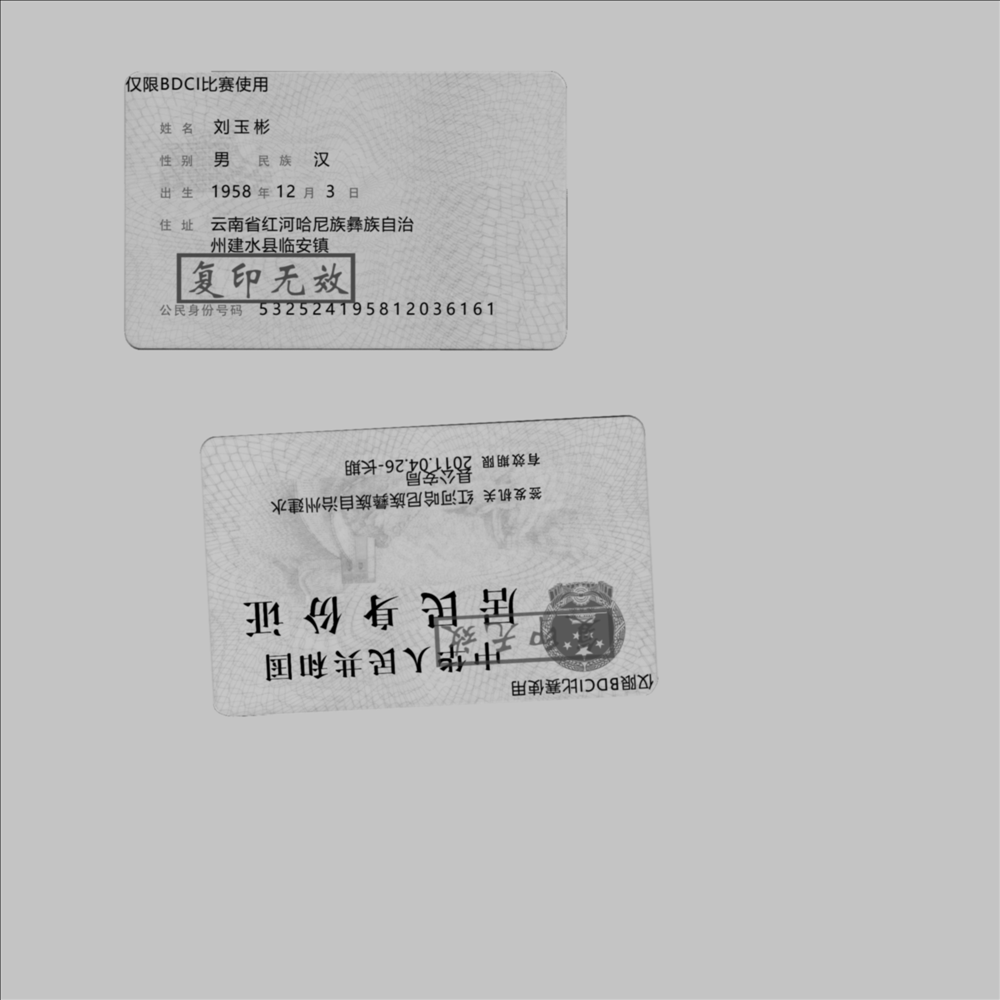 仅限BDCI比赛使用
姓名 刘玉彬
性别 男 民族 汉
出生 1958 年 12 月 3 日
住址 云南省红河哈尼族彝族自治
州建水县临安镇
复印无效
公民身份号码 532524195812036161
仅限BDCI比赛使用
中华人民共和国
居民身份证
复印无效
签发机关 红河哈尼族彝族自治州建水
县公安局
有效期限 2011.04.26-长期